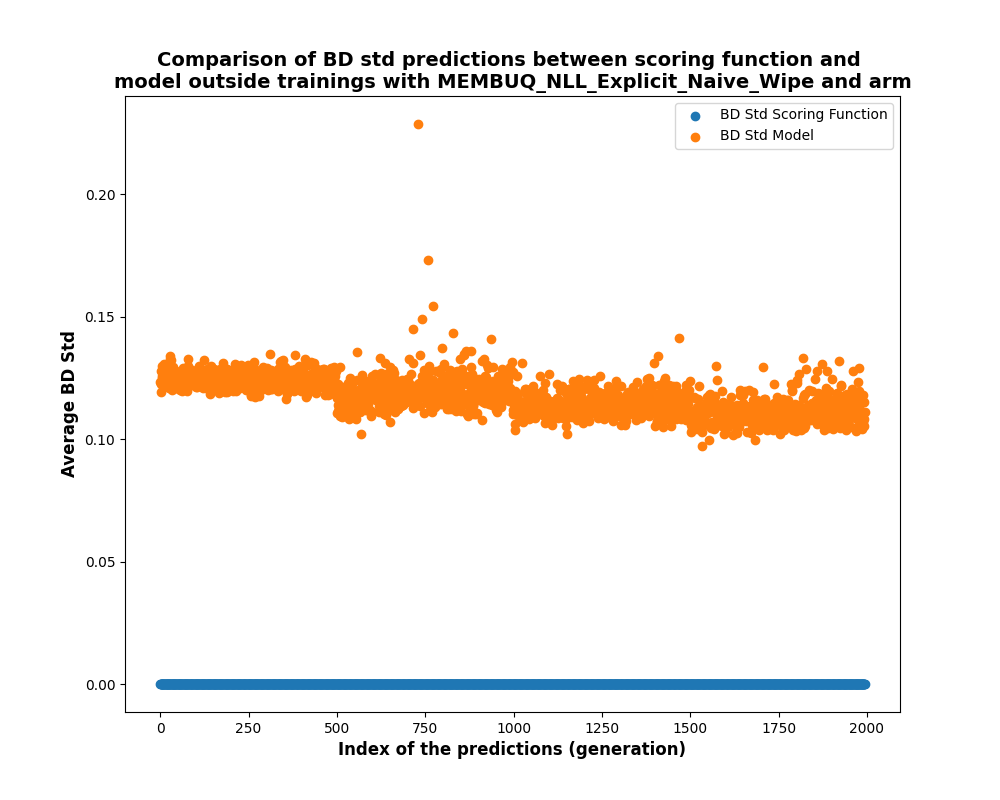 Comparison of BD std predictions between scoring function and
model outside trainings with MEMBUQ_NLL_Explicit_Naive_Wipe and arm
BD Std Scoring Function
BD Std Model
0.20
0.15
0.10
0.05
0.00
Average BD Std
0 250 500 750 1000 1250 1500 1750 2000
Index of the predictions (generation)